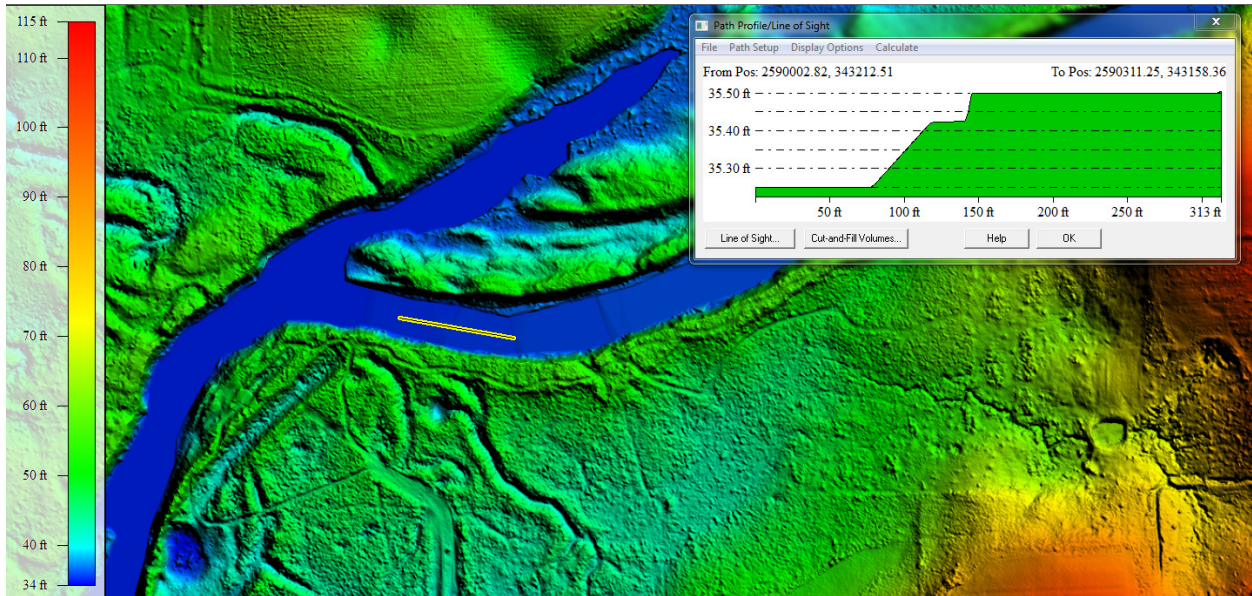 115 ft
110 ft
100 ft
90 ft
80 ft
70 ft
60 ft
50 ft
40 ft
34 ft
Path Profile/Line of Sight
File Path Setup Display Options Calculate
From Pos: 2590002.82, 343212.51 To Pos: 2590311.25, 343158.36
35.50 ft
35.40 ft
35.30 ft
50 ft 100 ft 150 ft 200 ft 250 ft 313 ft
Line of Sight... Cut-and-Fill Volumes... Help OK